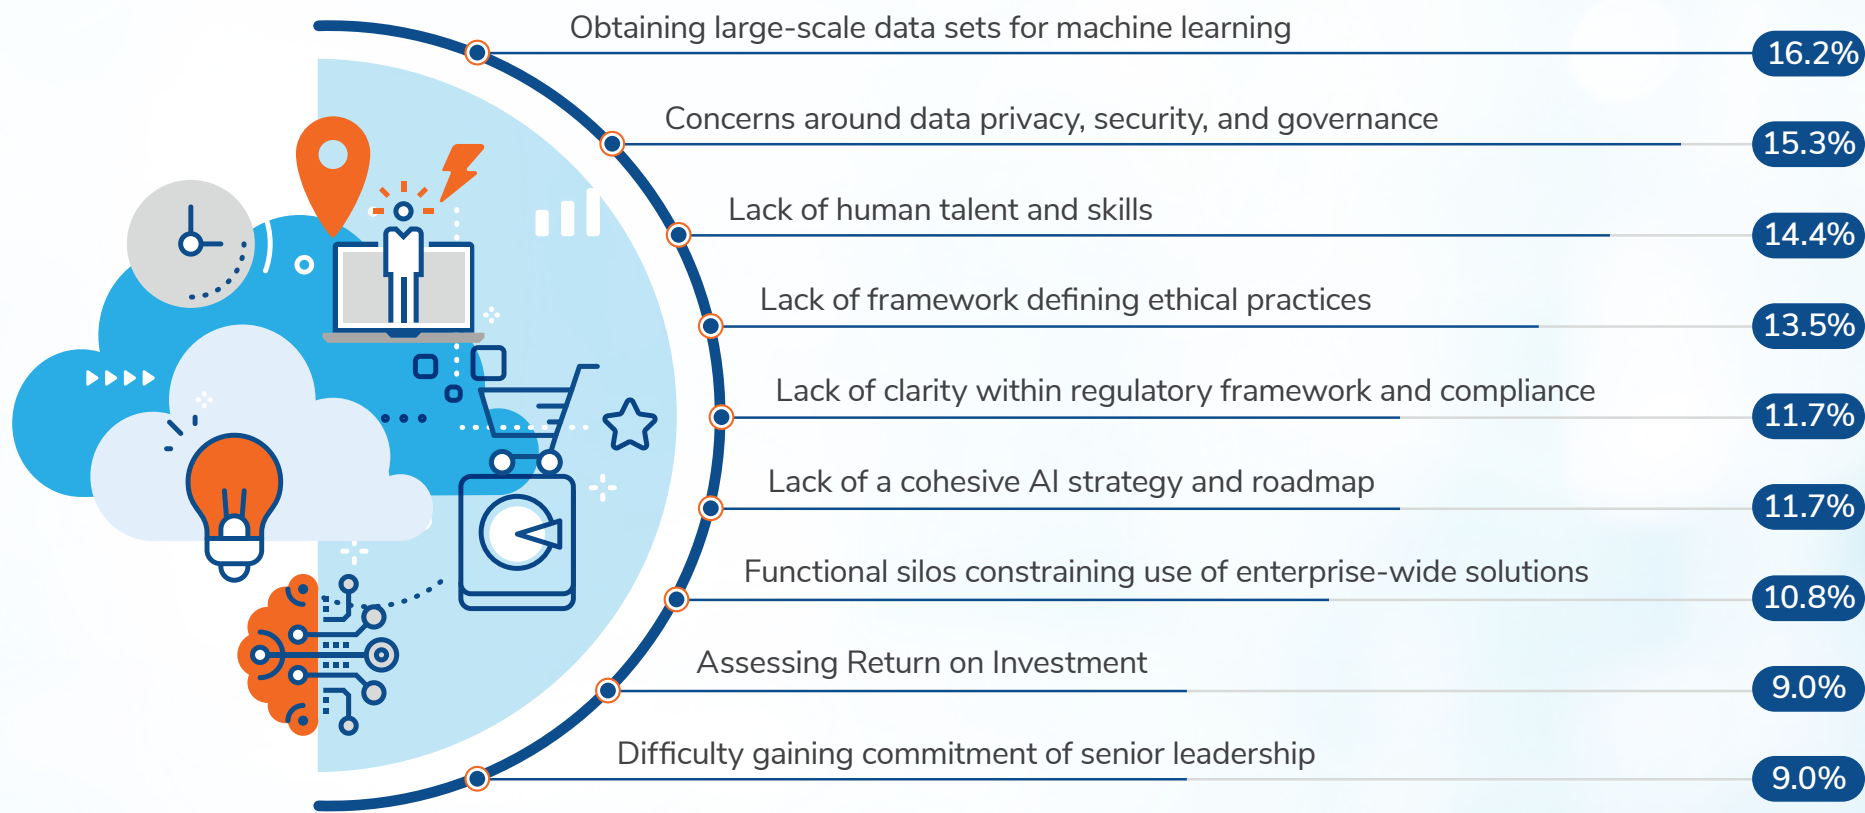 Obtaining large-scale data sets for machine learning 16.2%
Concerns around data privacy, security, and governance 15.3%
Lack of human talent and skills 14.4%
Lack of framework defining ethical practices 13.5%
Lack of clarity within regulatory framework and compliance 11.7%
Lack of a cohesive AI strategy and roadmap 11.7%
Functional silos constraining use of enterprise-wide solutions 10.8%
Assessing Return on Investment 9.0%
Difficulty gaining commitment of senior leadership 9.0%